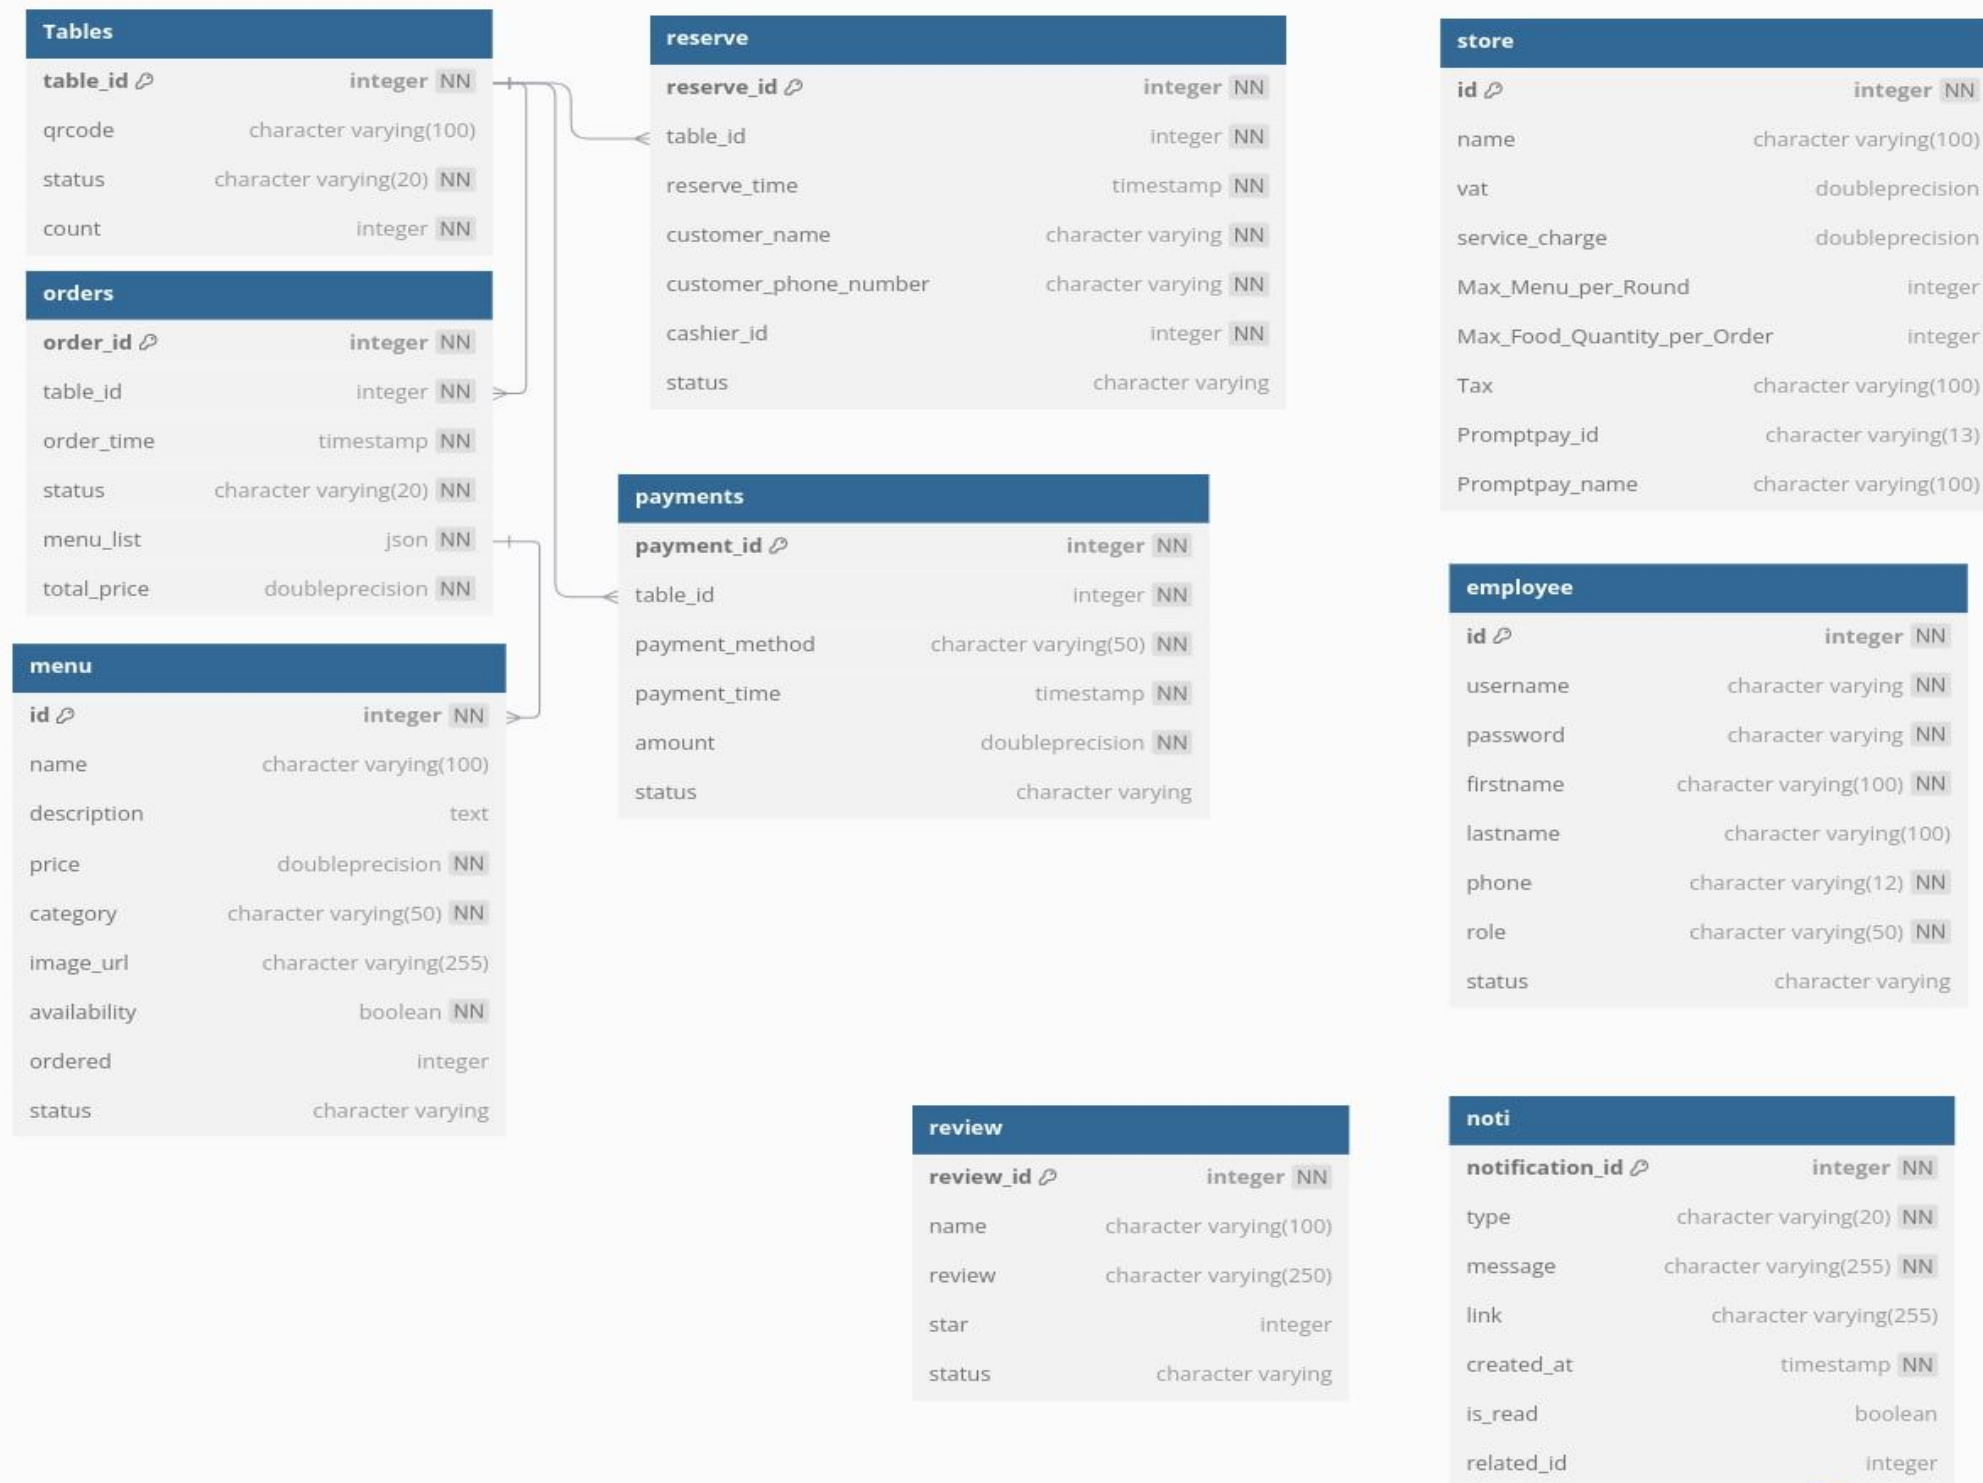 Tables
table_id integer NN
qrcode character varying(100)
status character varying(20) NN
count integer NN
orders
order_id integer NN
table_id integer NN
order_time timestamp NN
status character varying(20) NN
menu_list json NN
total_price doubleprecision NN
menu
id integer NN
name character varying(100)
description text
price doubleprecision NN
category character varying(50) NN
image_url character varying(255)
availability boolean NN
ordered integer
status character varying
reserve
reserve_id integer NN
table_id integer NN
reserve_time timestamp NN
customer_name character varying NN
customer_phone_number character varying NN
cashier_id integer NN
status character varying
payments
payment_id integer NN
table_id integer NN
payment_method character varying(50) NN
payment_time timestamp NN
amount doubleprecision NN
status character varying
review
review_id integer NN
name character varying(100)
review character varying(250)
star integer
status character varying
store
id integer NN
name character varying(100)
vat doubleprecision
service_charge doubleprecision
Max_Menu_per_Round integer
Max_Food_Quantity_per_Order integer
Tax character varying(100)
Promptpay_id character varying(13)
Promptpay_name character varying(100)
employee
id integer NN
username character varying NN
password character varying NN
firstname character varying(100) NN
lastname character varying(100)
phone character varying(12) NN
role character varying(50) NN
status character varying
noti
notification_id integer NN
type character varying(20) NN
message character varying(255) NN
link character varying(255)
created_at timestamp NN
is_read boolean
related_id integer